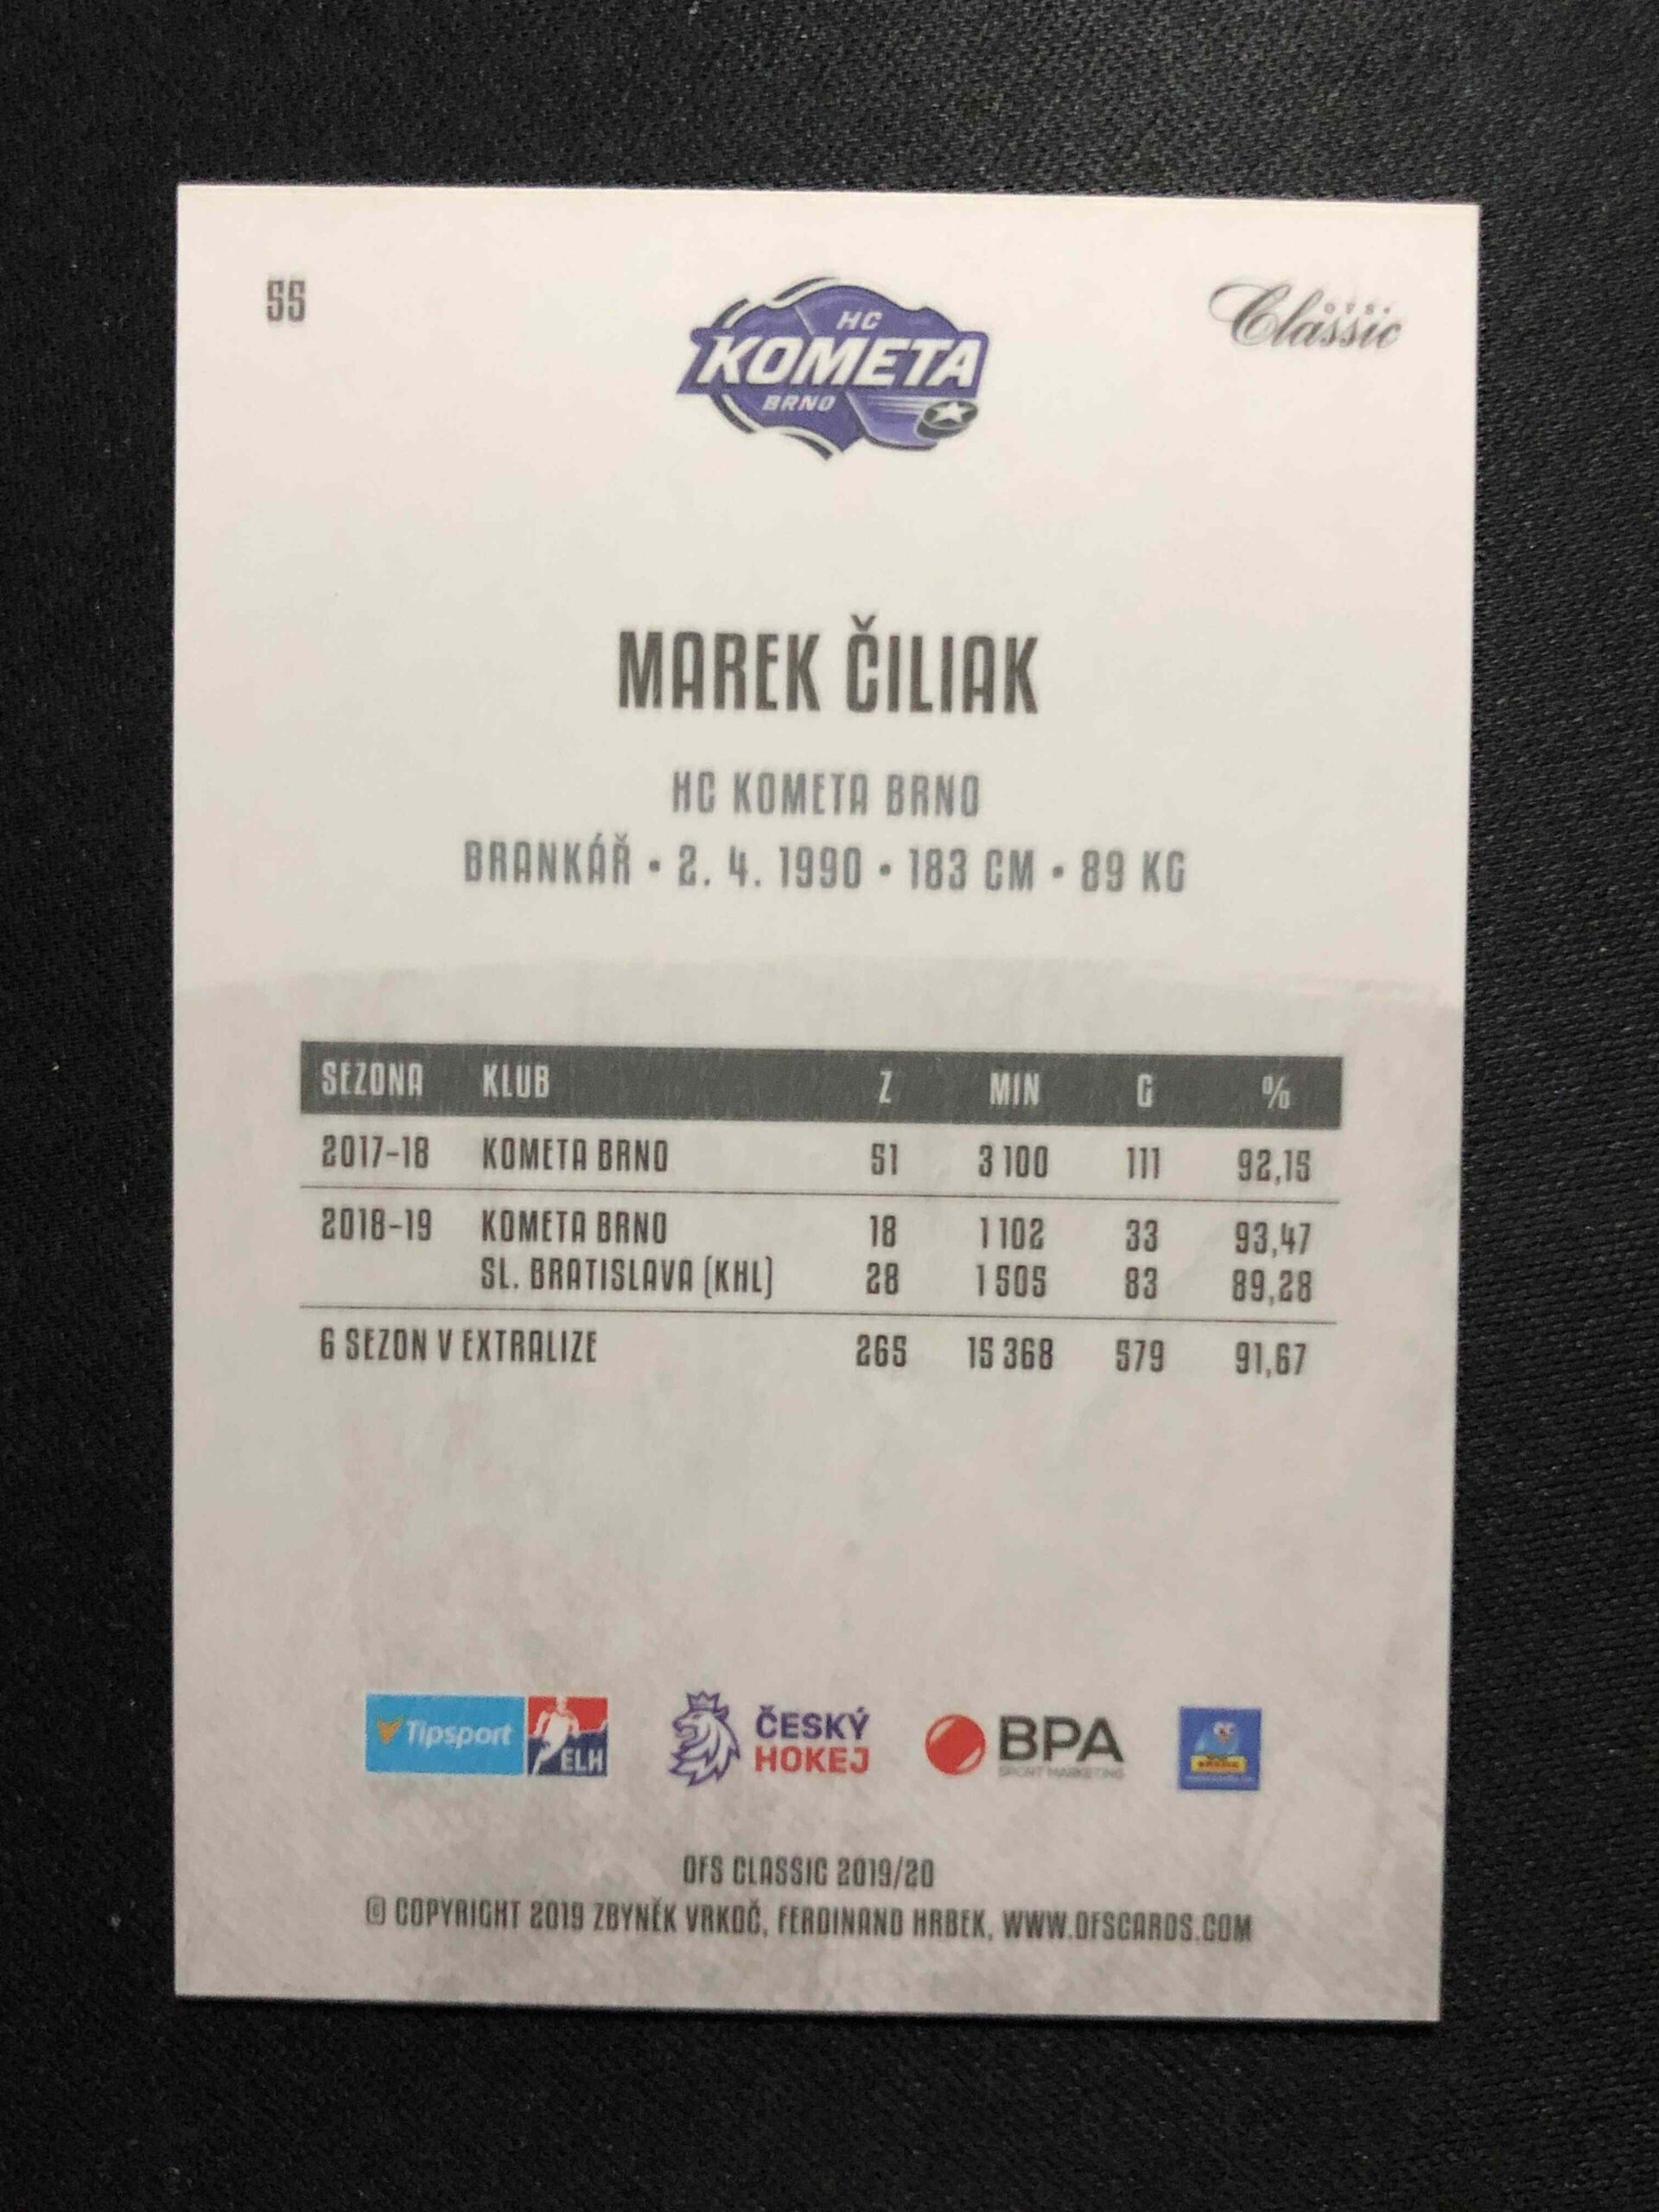 55
HC
KOMETA
BRNO
OFS
Classic
MAREK ČILIAK
HC KOMETA BRNO
BRANKÁŘ • 2. 4. 1990 • 183 CM • 89 KG
SEZONA KLUB Z MIN G %
2017-18 KOMETA BRNO 51 3 100 111 92,15
2018-19 KOMETA BRNO 18 1 102 33 93,47
SL. BRATISLAVA (KHL) 28 1 505 83 89,28
6 SEZON V EXTRALIZE 265 15 368 579 91,67
Tipsport ELH
ČESKÝ
HOKEJ
BPA
SPORT MARKETING
OFS CLASSIC 2019/20
© COPYRIGHT 2019 ZBYNĚK VRKOČ, FERDINAND HRBEK, WWW.OFSCARDS.COM